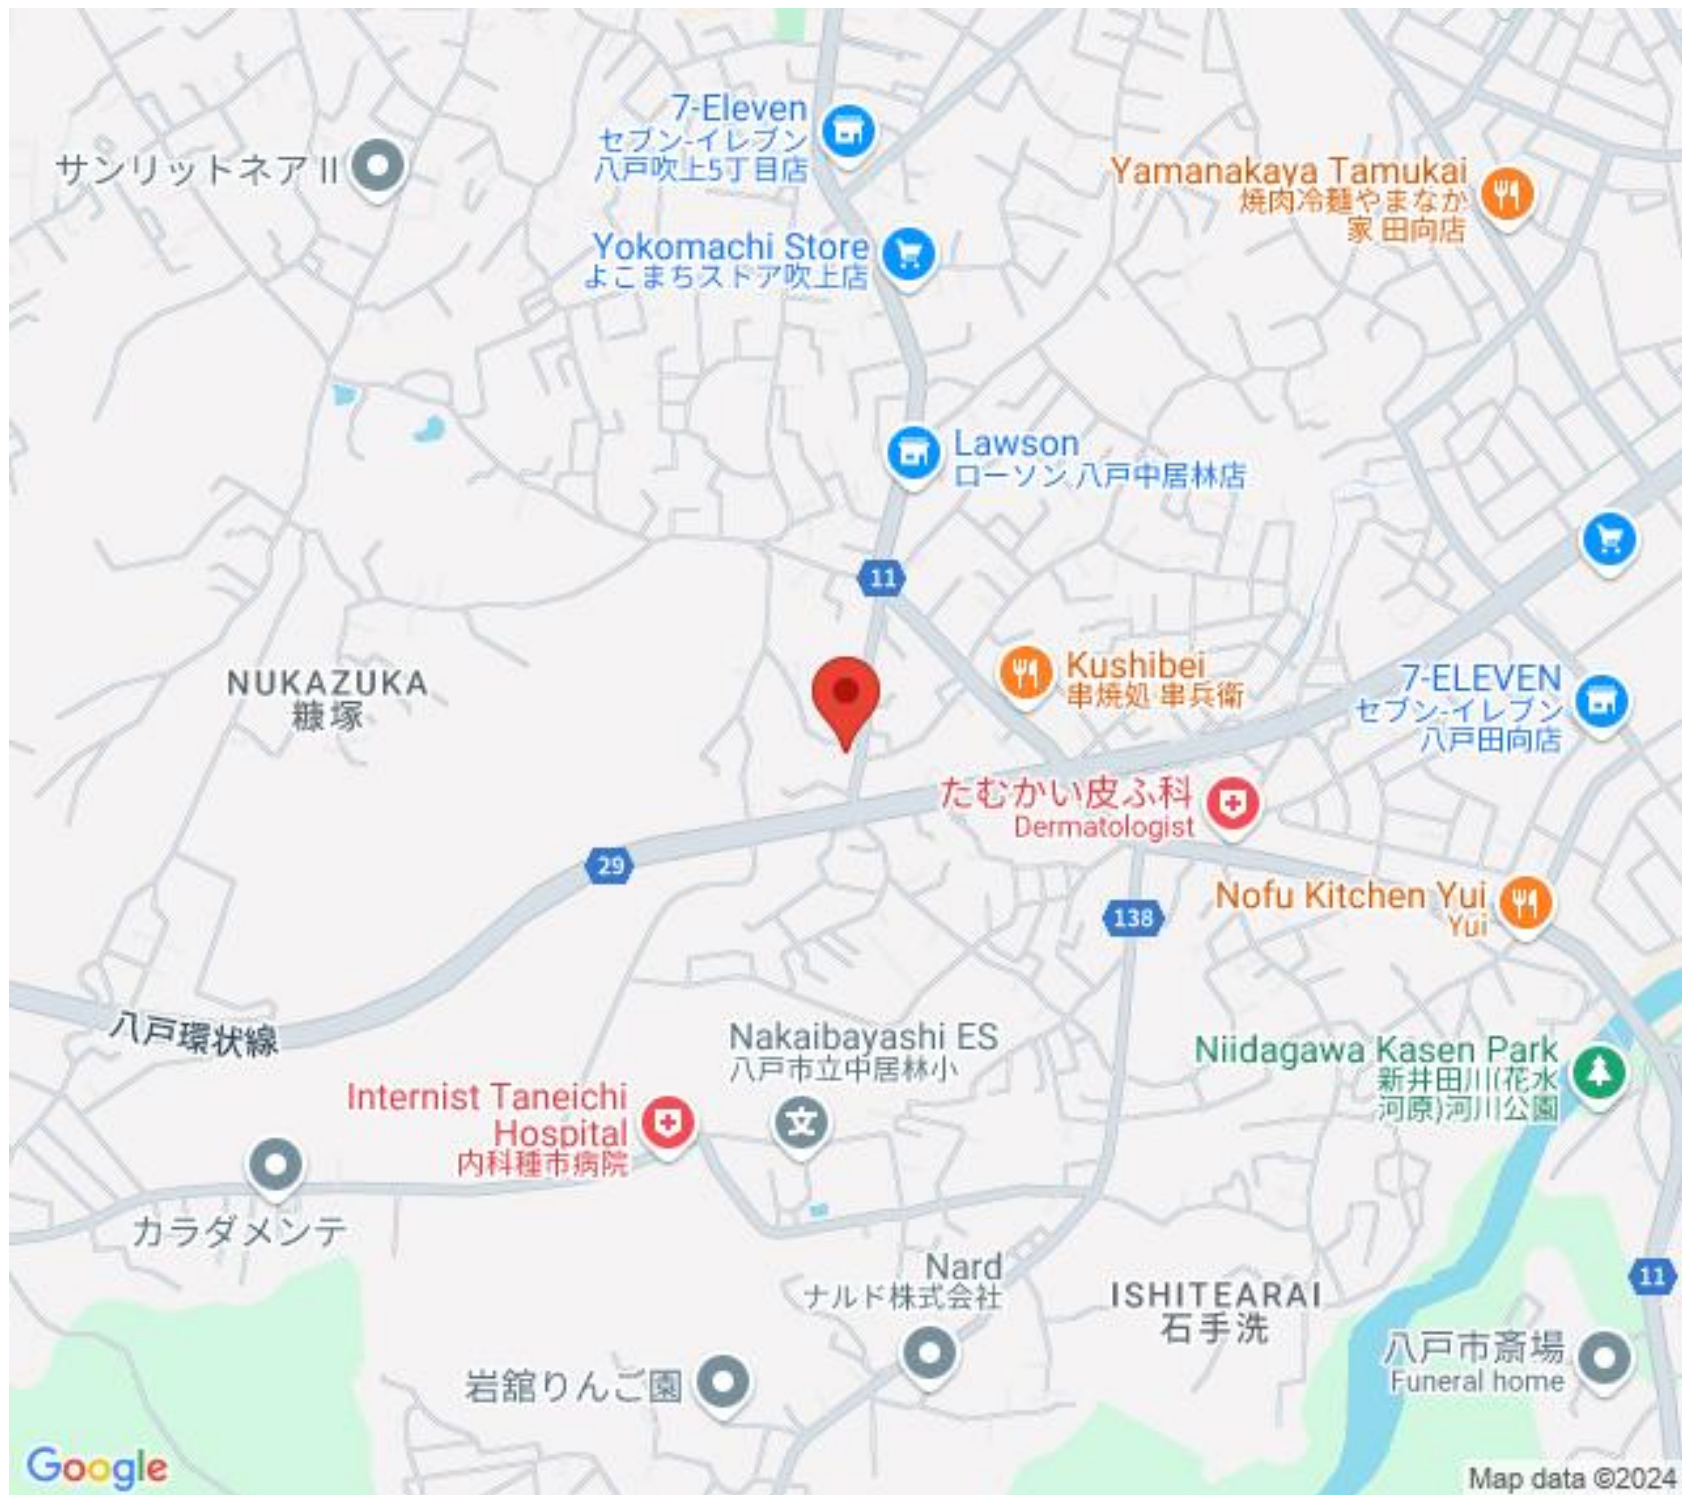 7-Eleven
セブン-イレブン
八戸吹上5丁目店
サンリットネアⅡ
Yamanakaya Tamukai
焼肉冷麺やまなか
家 田向店
Yokomachi Store
よこまちストア吹上店
Lawson
ローソン 八戸中居林店
11
Kushibei
串焼処 串兵衛
7-ELEVEN
セブン-イレブン
八戸田向店
NUKAZUKA
糠塚
たむかい皮ふ科
Dermatologist
29
Nofu Kitchen Yui
Yui
138
八戸環状線
Nakaibayashi ES
八戸市立中居林小
Niidagawa Kasen Park
新井田川(花水
河原)河川公園
Internist Taneichi
Hospital
内科種市病院
カラダメンテ
Nard
ナルド株式会社
ISHITEARAI
石手洗
11
八戸市斎場
Funeral home
岩舘りんご園
Google
Map data ©2024